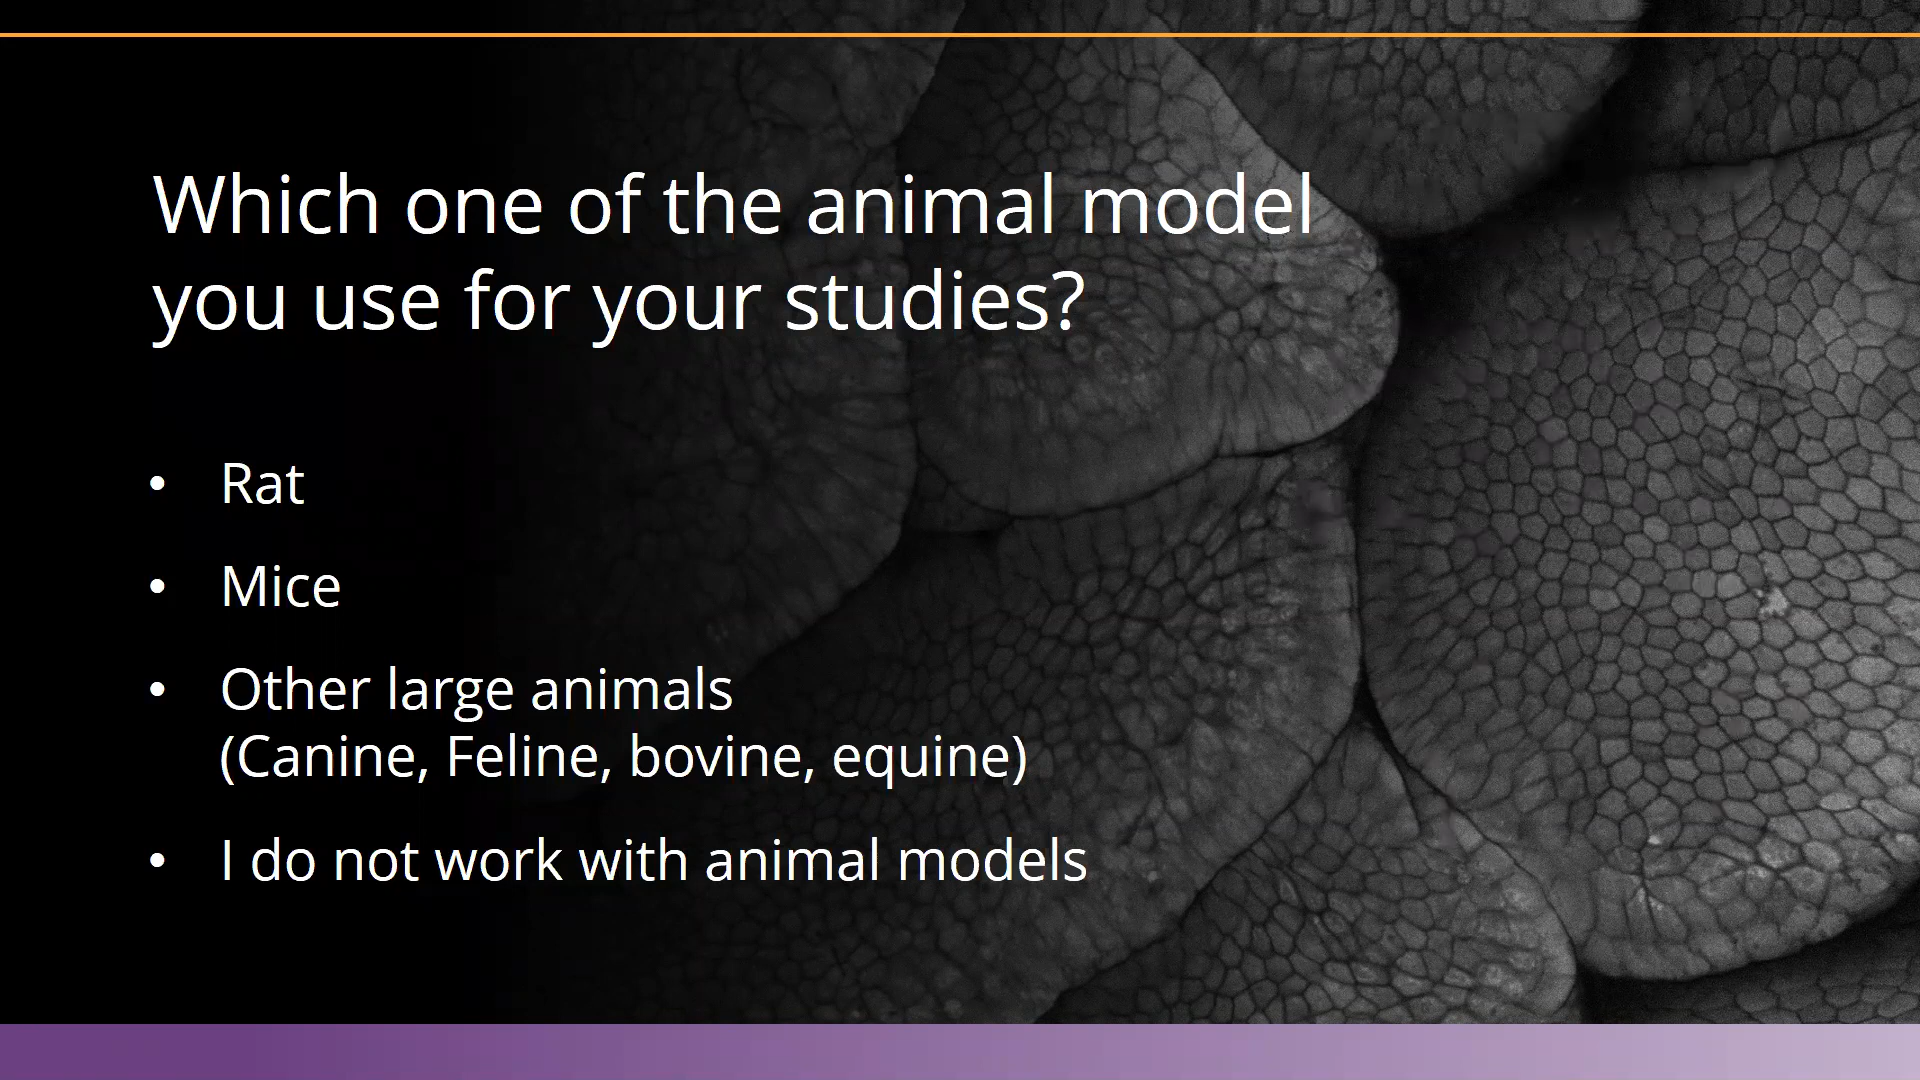 Which one of the animal model
you use for your studies?
• Rat
• Mice
• Other large animals
(Canine, Feline, bovine, equine)
• I do not work with animal models